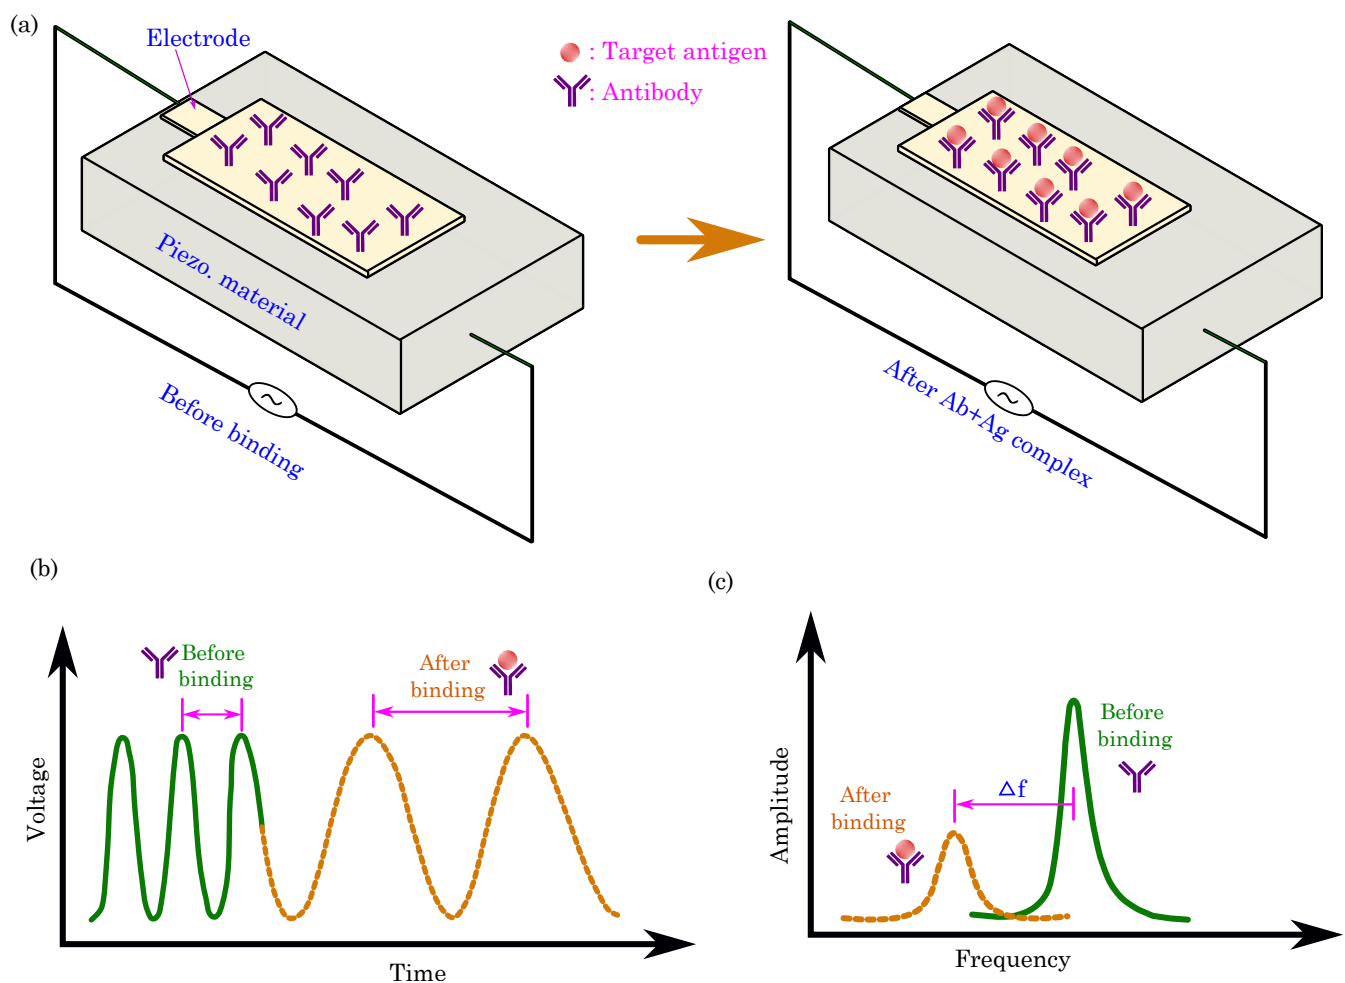 (a)
Electrode
: Target antigen
: Antibody
Piezo. material
Before binding
~
After Ab+Ag complex
~
(b)
Before
binding
After
binding
Voltage
Time
(c)
Before
binding
△f
After
binding
Amplitude
Frequency